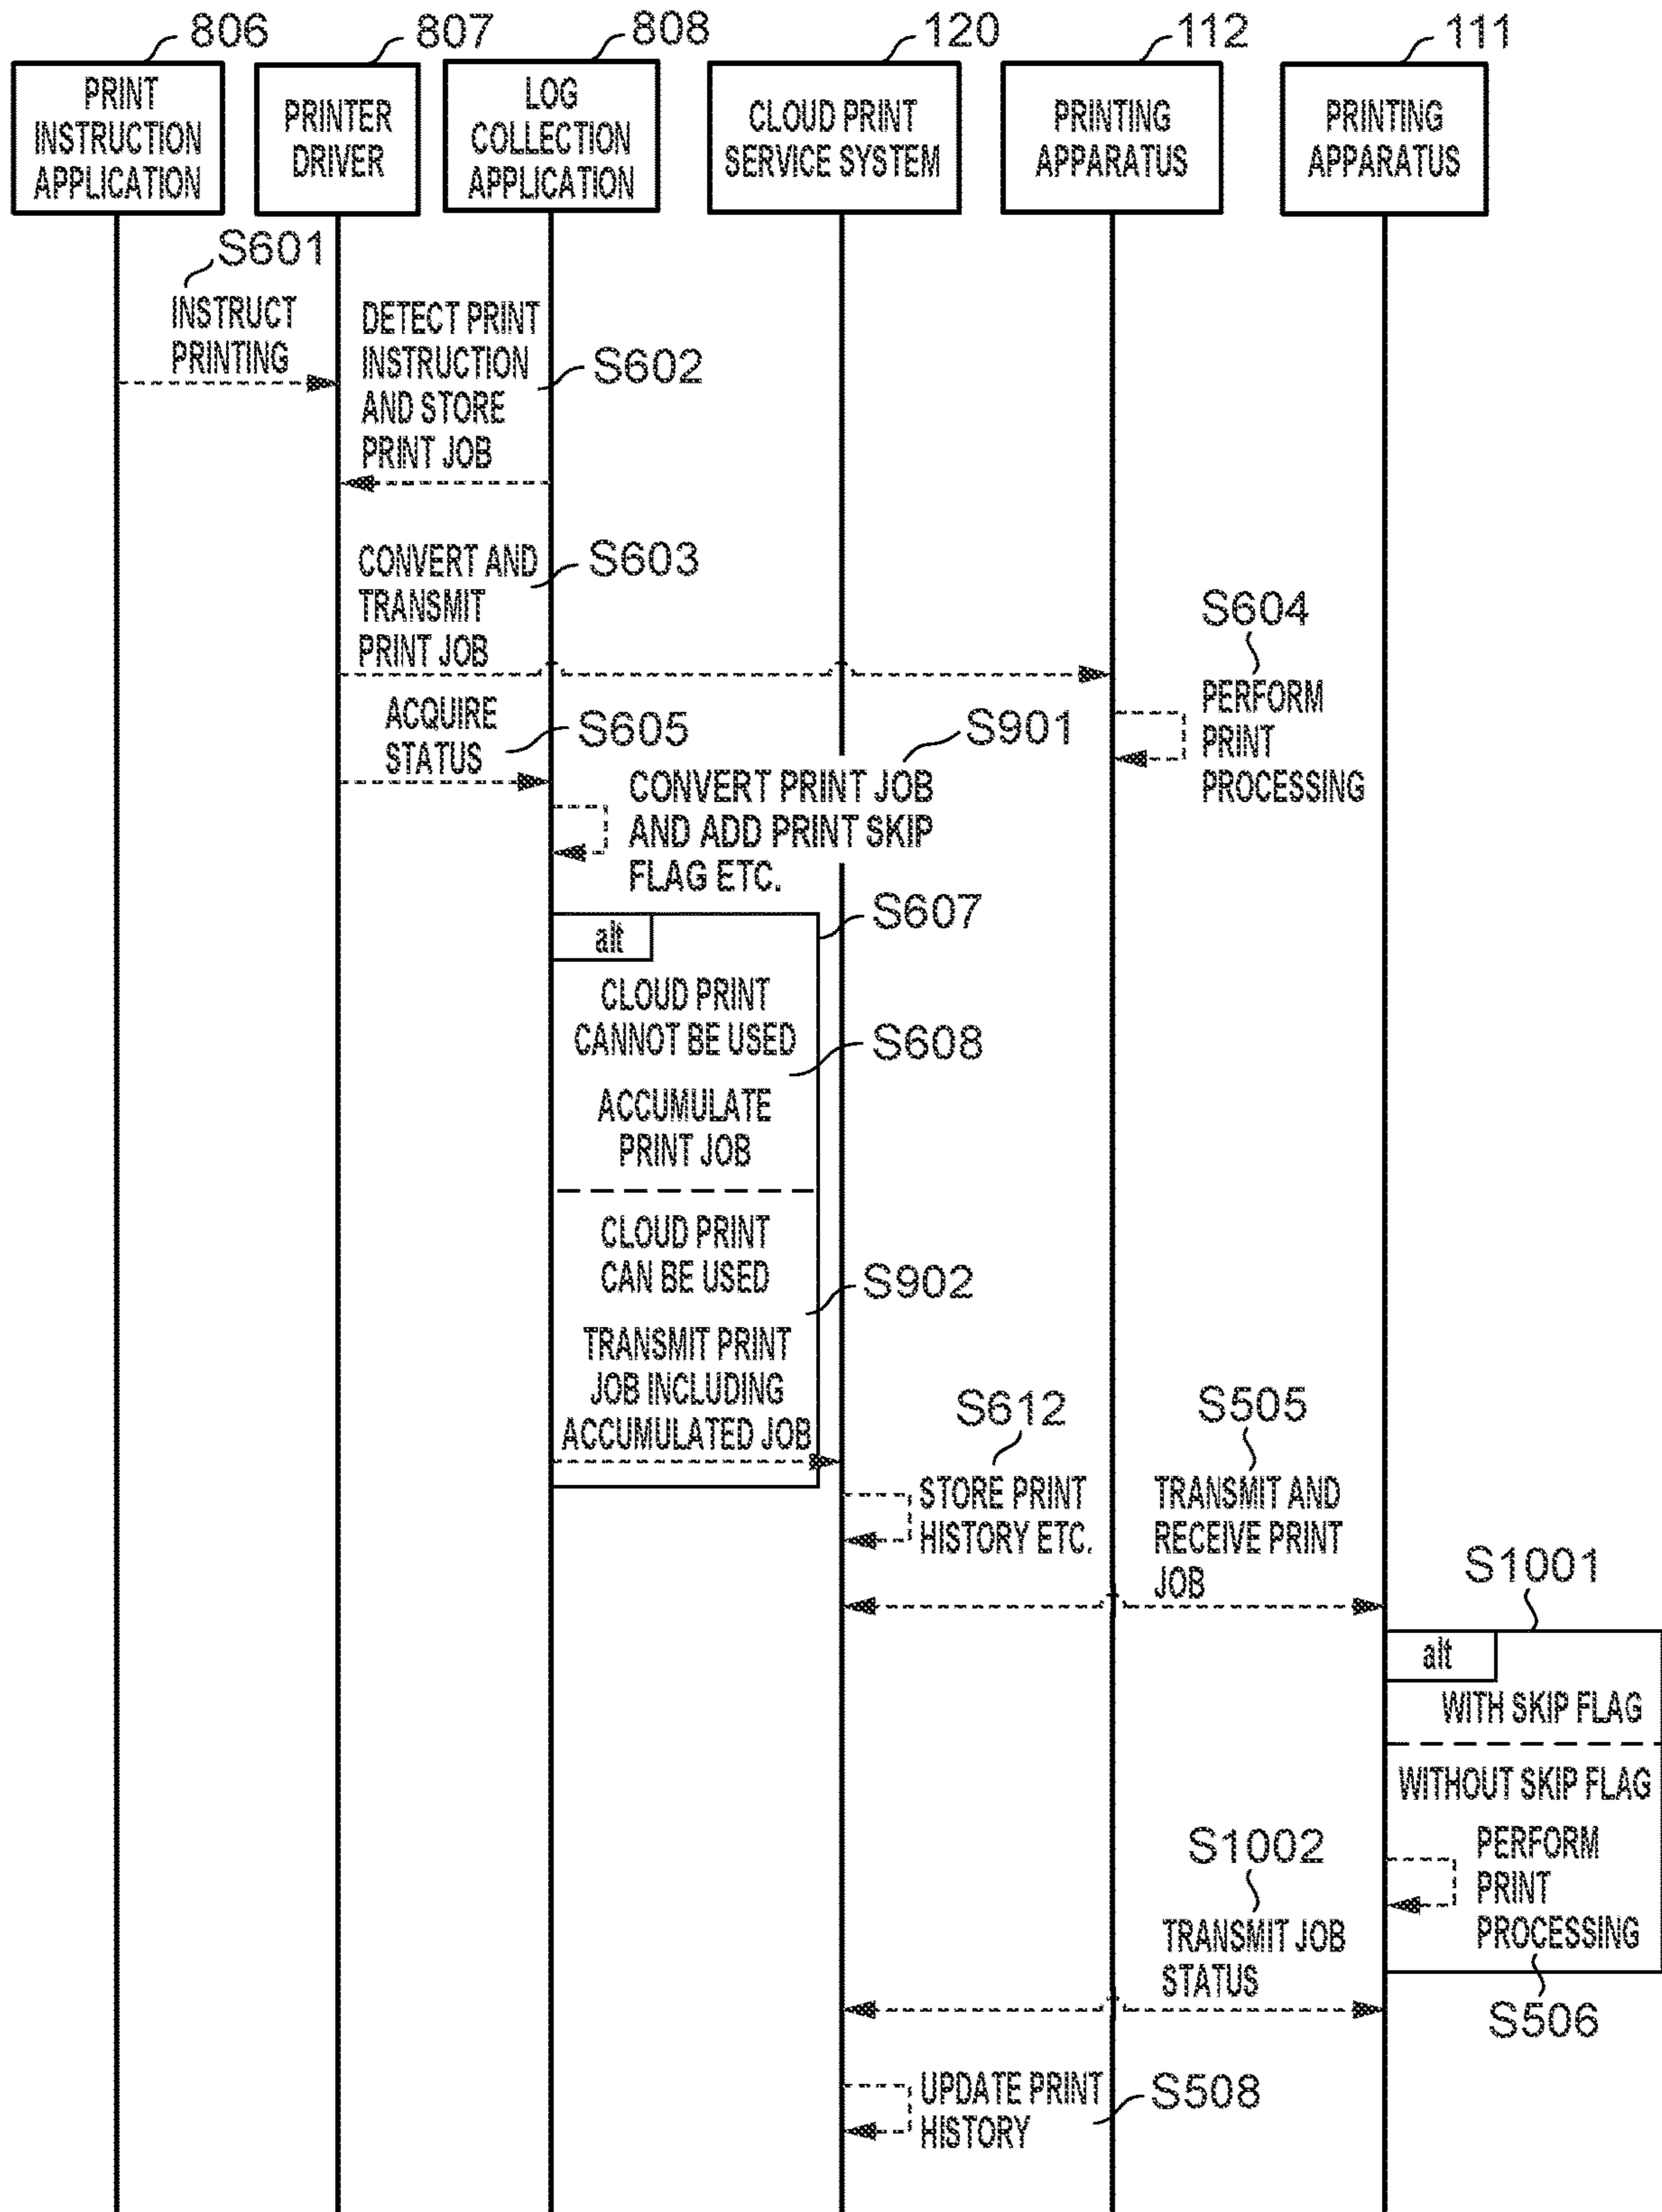 806
807
808
120
112
111
PRINT
INSTRUCTION
APPLICATION
PRINTER
DRIVER
LOG
COLLECTION
APPLICATION
CLOUD PRINT
SERVICE SYSTEM
PRINTING
APPARATUS
PRINTING
APPARATUS
S601
INSTRUCT
PRINTING
DETECT PRINT
INSTRUCTION
AND STORE
PRINT JOB
S602
CONVERT AND
TRANSMIT
PRINT JOB
S603
S604
PERFORM
PRINT
PROCESSING
ACQUIRE
STATUS
S605
S901
CONVERT PRINT JOB
AND ADD PRINT SKIP
FLAG ETC.
S607
alt
CLOUD PRINT
CANNOT BE USED
S608
ACCUMULATE
PRINT JOB
CLOUD PRINT
CAN BE USED
S902
TRANSMIT PRINT
JOB INCLUDING
ACCUMULATED JOB
S612
STORE PRINT
HISTORY ETC.
S505
TRANSMIT AND
RECEIVE PRINT
JOB
S1001
alt
WITH SKIP FLAG
WITHOUT SKIP FLAG
PERFORM
PRINT
PROCESSING
S506
S1002
TRANSMIT JOB
STATUS
UPDATE PRINT
HISTORY
S508